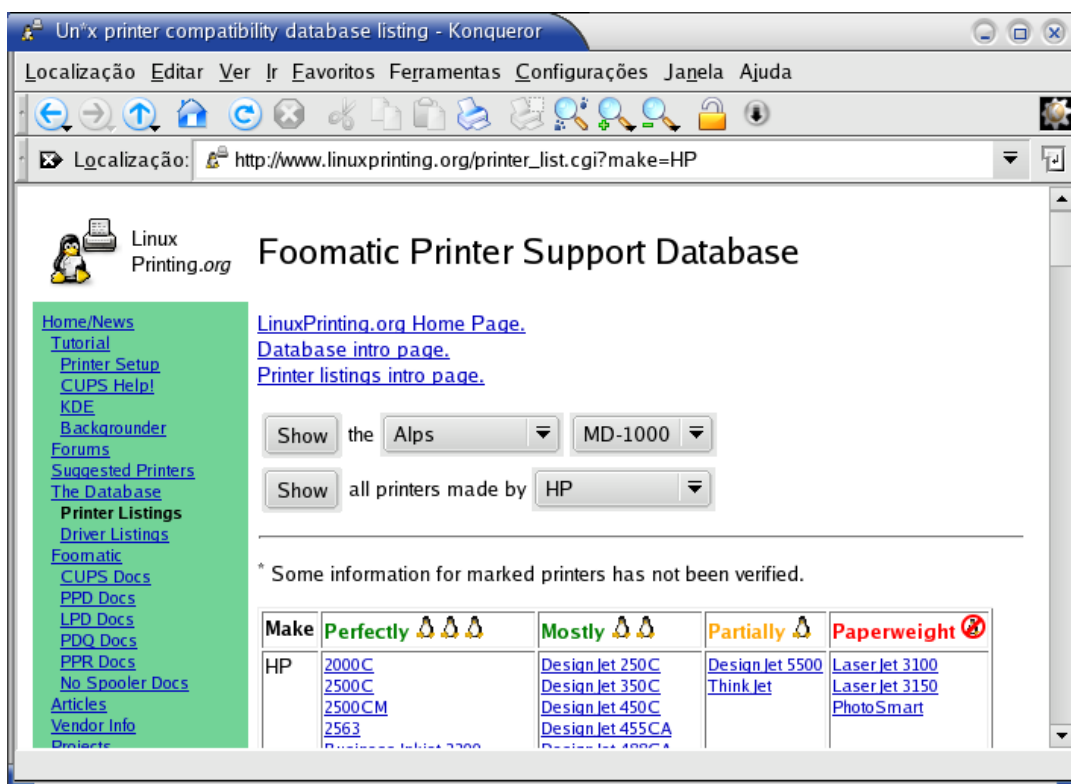 Un*x printer compatibility database listing - Konqueror
Localização Editar Ver Ir Favoritos Ferramentas Configurações Janela Ajuda
Localização: http://www.linuxprinting.org/printer_list.cgi?make=HP
Linux
Printing.org
Foomatic Printer Support Database
Home/News
Tutorial
Printer Setup
CUPS Help!
KDE
Backgrounder
Forums
Suggested Printers
The Database
Printer Listings
Driver Listings
Foomatic
CUPS Docs
PPD Docs
LPD Docs
PDQ Docs
PPR Docs
No Spooler Docs
Articles
Vendor Info
Projects
LinuxPrinting.org Home Page.
Database intro page.
Printer listings intro page.
Show the Alps MD-1000
Show all printers made by HP
* Some information for marked printers has not been verified.
Make Perfectly Mostly Partially Paperweight
HP 2000C DesignJet 250C DesignJet 5500 LaserJet 3100
2500C DesignJet 350C ThinkJet LaserJet 3150
2500CM DesignJet 450C PhotoSmart
2563 DesignJet 455CA
Business Inkjet 2200 DesignJet 488CA